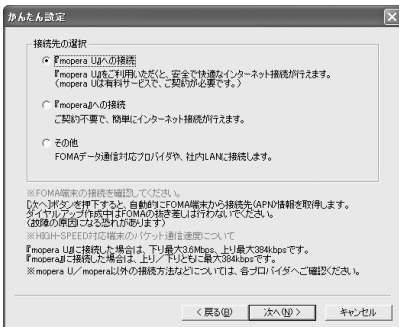 かんたん設定
接続先の選択
『mopera U』への接続
『mopera U』をご利用いただくと、安全で快適なインターネット接続が行えます。
(mopera Uは有料サービスで、ご契約が必要です。)
『mopera』への接続
ご契約不要で、簡単にインターネット接続が行えます。
その他
FOMAデータ通信対応プロバイダや、社内LANに接続します。
※FOMA端末の接続を確認してください。
[次へ]ボタンを押下すると、自動的にFOMA端末から接続先(APN)情報を取得します。
ダイヤルアップ作成中はFOMAの抜き差しは行わないでください。
(故障の原因になる恐れがあります)
※HIGH-SPEED対応端末のパケット通信速度について
『mopera U』に接続した場合は、下り最大3.6Mbps、上り最大384kbpsです。
『mopera』に接続した場合は、上り/下りともに最大384kbpsです。
※mopera U/mopera以外の接続方法などについては、各プロバイダへご確認ください。
< 戻る(B) 次へ(N) > キャンセル